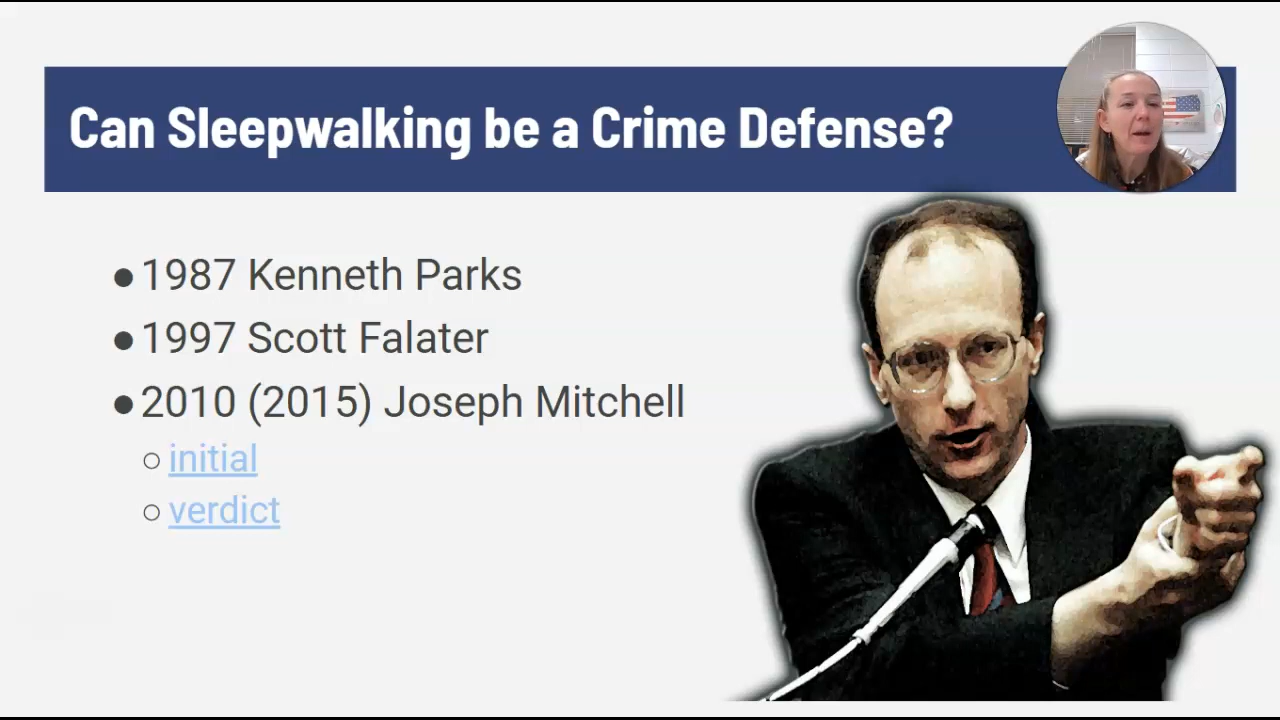 Can Sleepwalking be a Crime Defense?
● 1987 Kenneth Parks
● 1997 Scott Falater
● 2010 (2015) Joseph Mitchell
○ initial
○ verdict